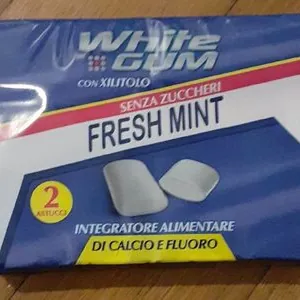 White
GUM
CON XILITOLO
SENZA ZUCCHERI
FRESH MINT
2
ASTUCCI
INTEGRATORE ALIMENTARE
DI CALCIO E FLUORO